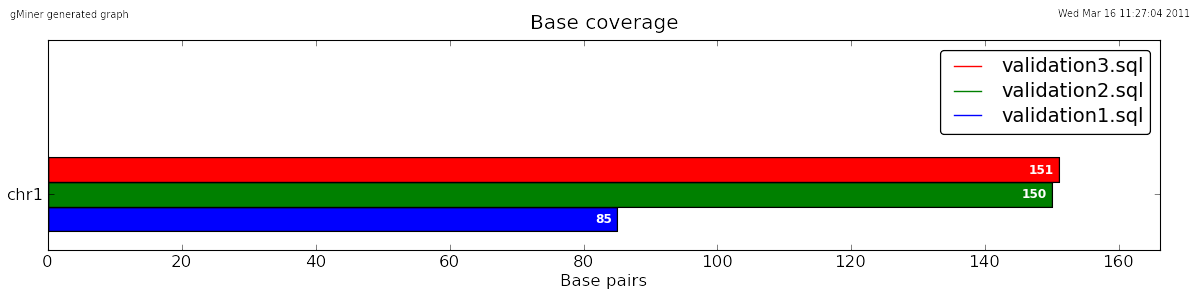 gMiner generated graph
Wed Mar 16 11:27:04 2011
Base coverage
validation3.sql
validation2.sql
validation1.sql
151
chr1
150
85
0 20 40 60 80 100 120 140 160
Base pairs